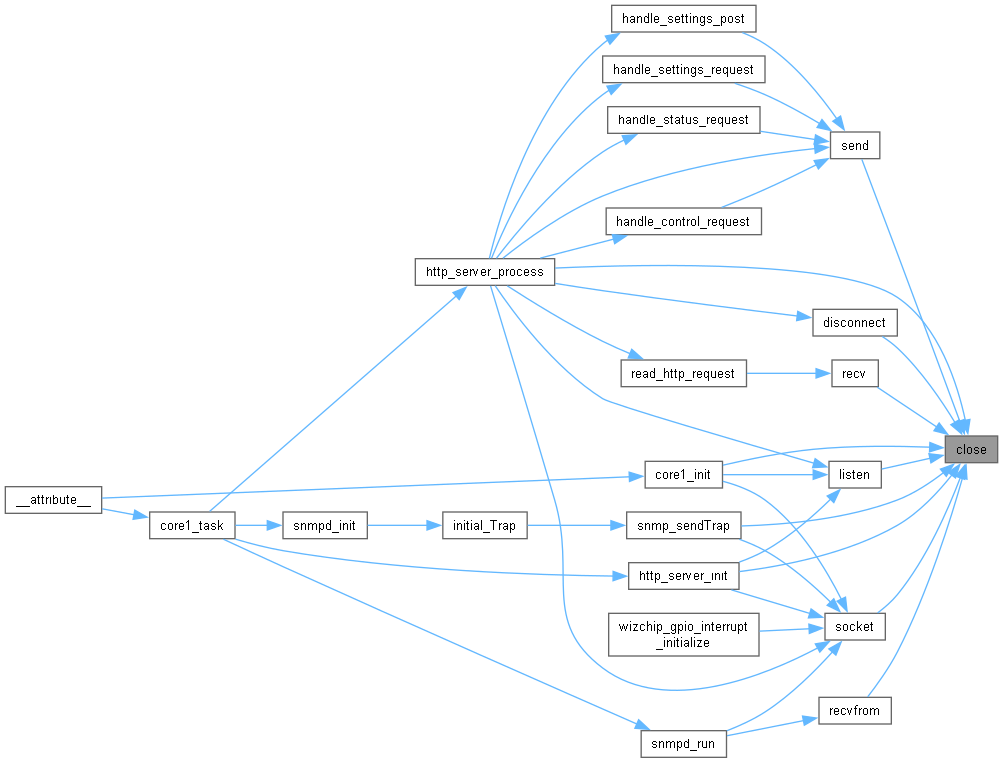 handle_settings_post
handle_settings_request
handle_status_request
send
handle_control_request
http_server_process
disconnect
read_http_request
recv
close
core1_init
listen
__attribute__
core1_task
snmpd_init
initial_Trap
snmp_sendTrap
http_server_init
wizchip_gpio_interrupt
_initialize
socket
recvfrom
snmpd_run